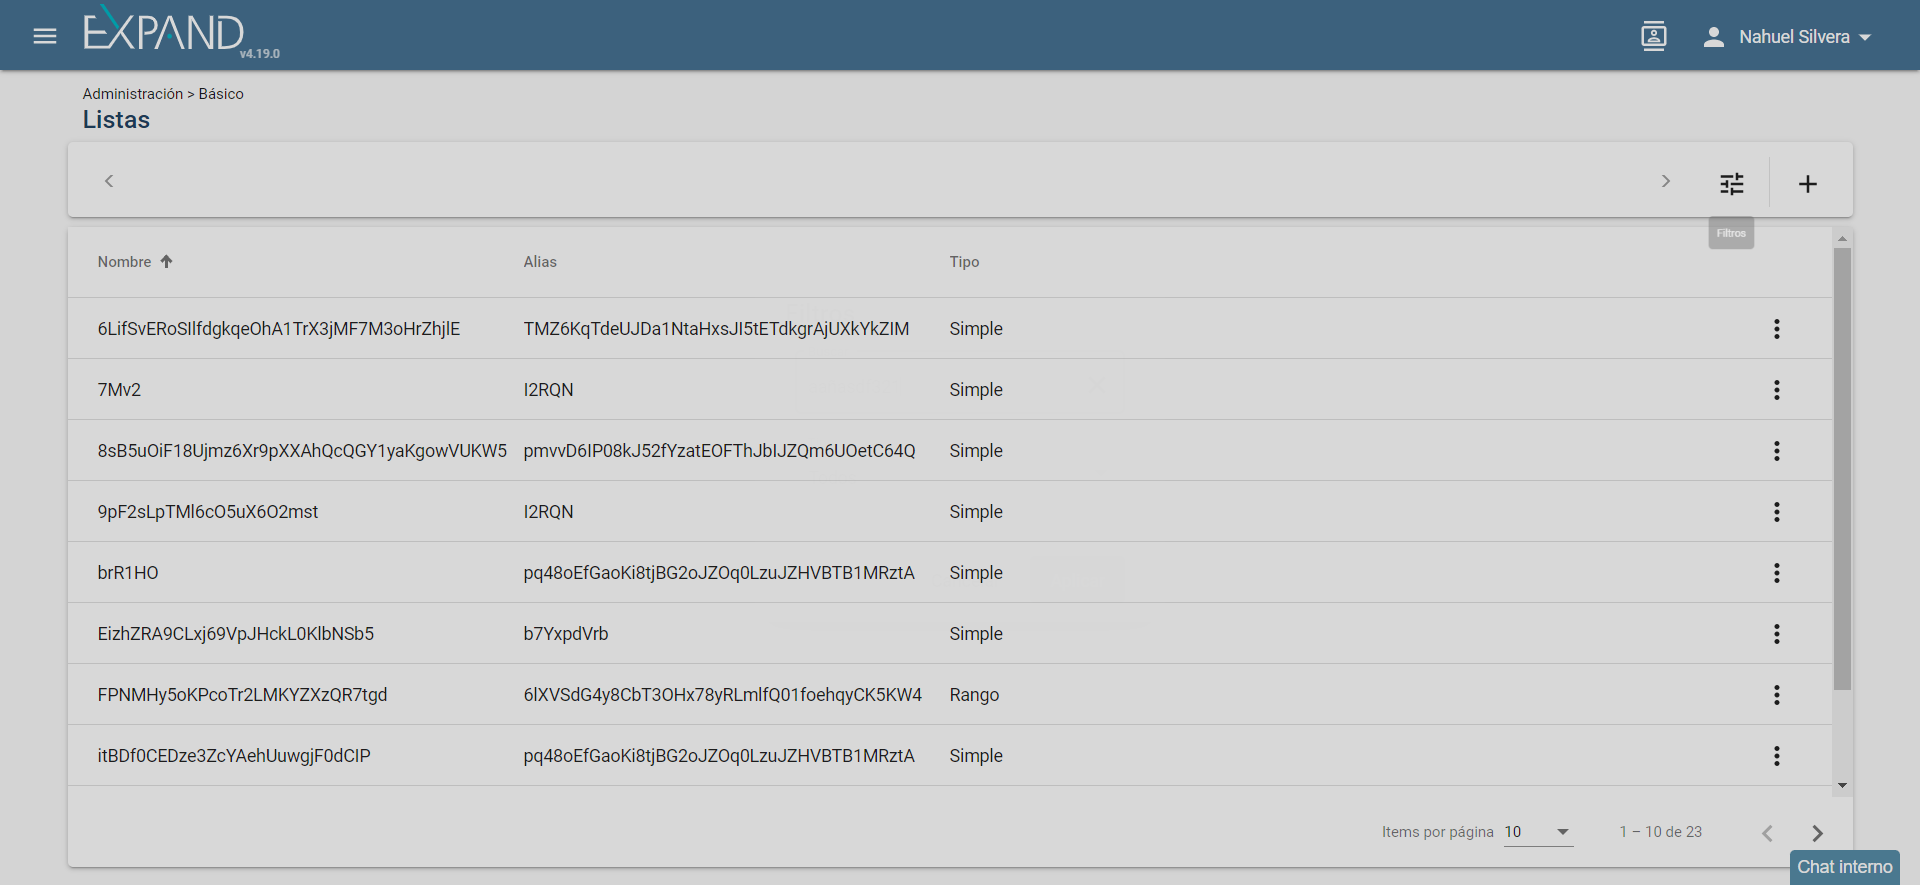 EXPAND
v4.19.0
Nahuel Silvera
Administración > Básico
Listas
Filtros
Nombre Alias Tipo
6LifSvERoSIlfdgkqeOhA1TrX3jMF7M3oHrZhjlE TMZ6KqTdeUJDa1NtaHxsJI5tETdkgrAjUXkYkZIM Simple
7Mv2 I2RQN Simple
8sB5uOiF18Ujmz6Xr9pXXAhQcQGY1yaKgowVUKW5 pmvvD6IP08kJ52fYzatEOFThJbIJZQm6UOetC64Q Simple
9pF2sLpTMl6cO5uX6O2mst I2RQN Simple
brR1HO pq48oEfGaoKi8tjBG2oJZOq0LzuJZHVBTB1MRztA Simple
EizhZRA9CLxj69VpJHckL0KlbNSb5 b7YxpdVrb Simple
FPNMHy5oKPcoTr2LMKYZXzQR7tgd 6lXVSdG4y8CbT3OHx78yRLmlfQ01foehqyCK5KW4 Rango
itBDf0CEDze3ZcYAehUuwgjF0dCIP pq48oEfGaoKi8tjBG2oJZOq0LzuJZHVBTB1MRztA Simple
Items por página 10 1 – 10 de 23
Chat interno